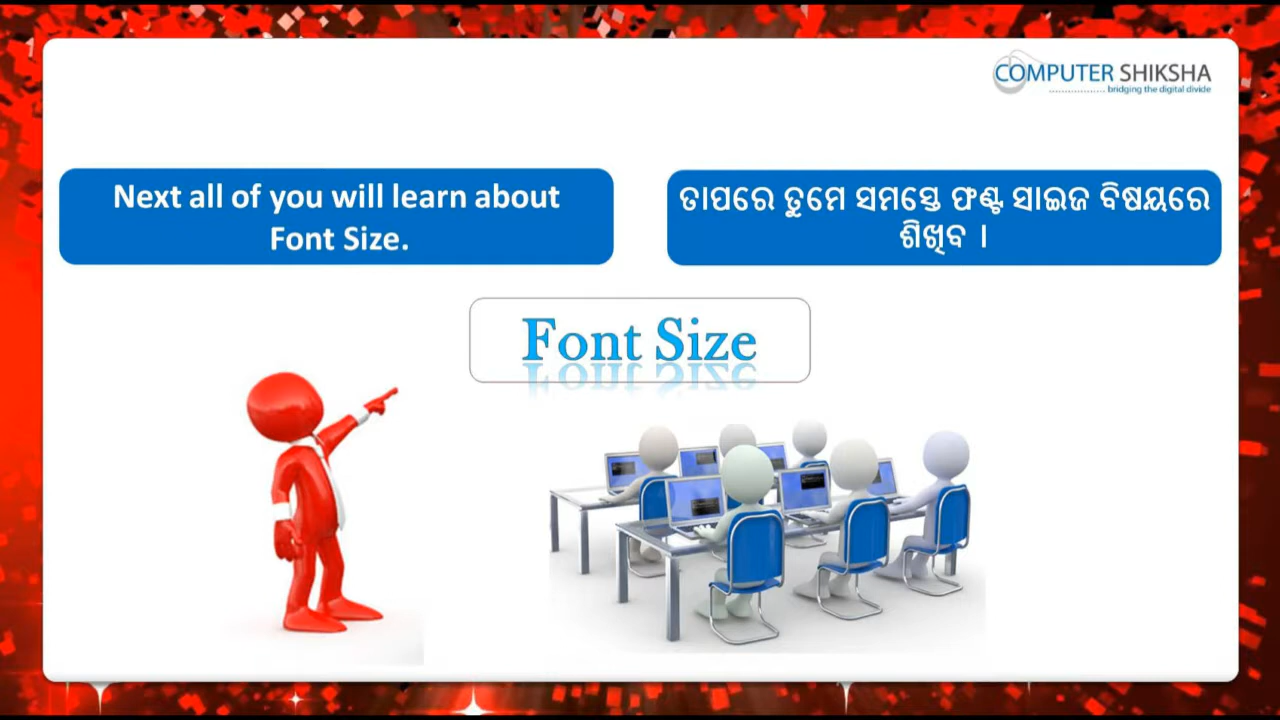 COMPUTER SHIKSHA
bridging the digital divide
Next all of you will learn about
Font Size.
ତାପରେ ତୁମେ ସମସ୍ତେ ଫଣ୍ଟ ସାଇଜ ବିଷୟରେ
ଶିଖିବ ।
Font Size